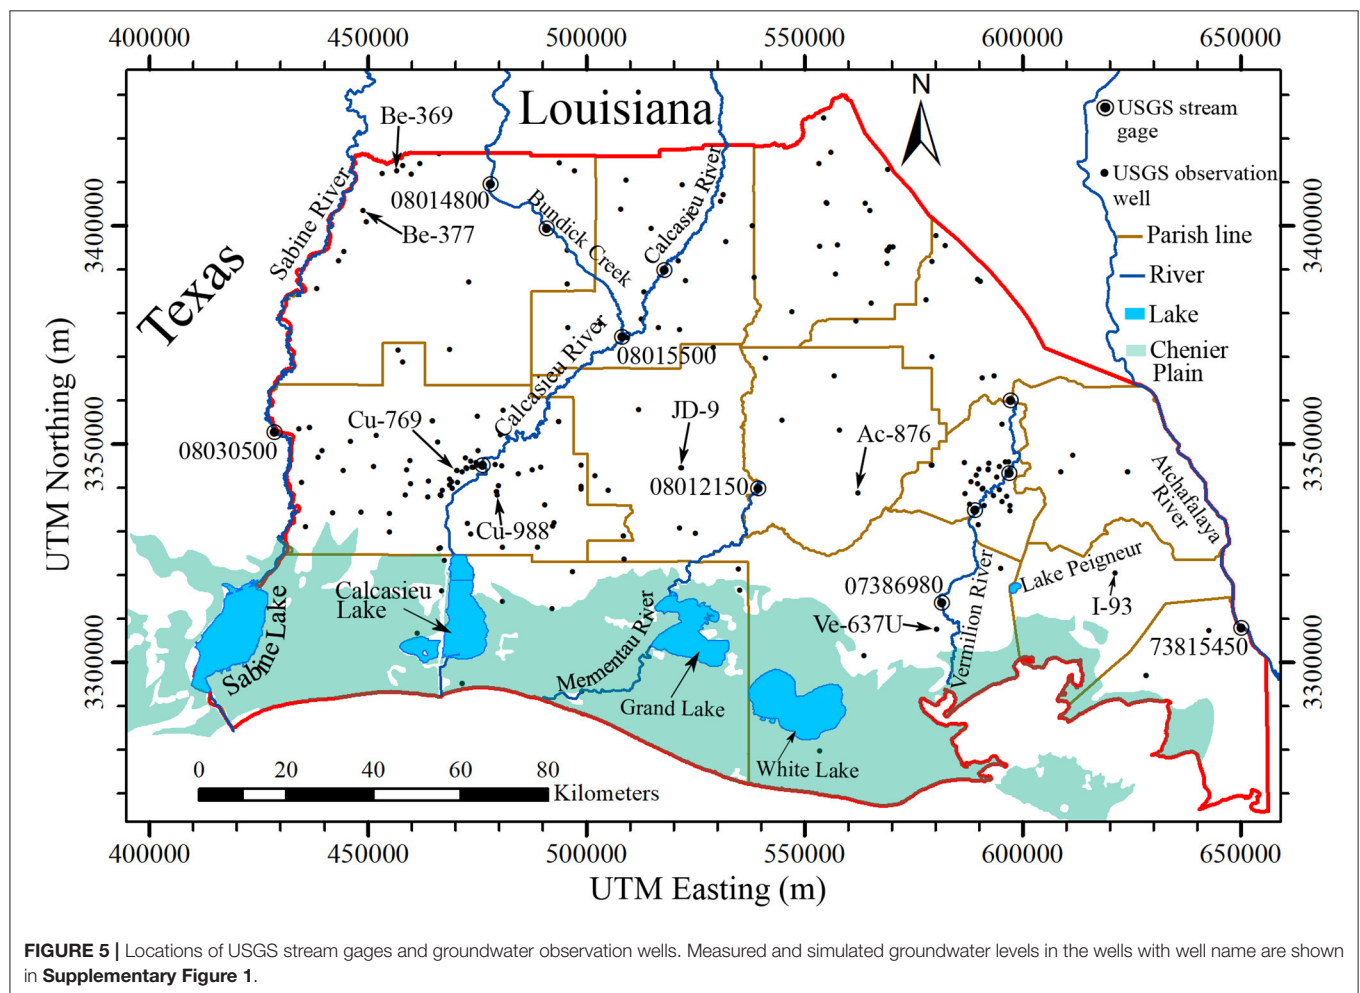 400000 450000 500000 550000 600000 650000
Louisiana
N
Texas
Be-369
08014800
Be-377
Sabine River
Bundick Creek
Calcasieu River
08015500
Calcasieu River
08030500
Cu-769
Cu-988
JD-9
08012150
Ac-876
Atchafalaya
River
07386980
Ve-637U
Vermillion River
Lake Peigneur
I-93
73815450
Sabine Lake
Calcasieu
Lake
Mermentau River
Grand Lake
White Lake
USGS stream
gage
USGS observation
well
Parish line
River
Lake
Chenier
Plain
0 20 40 60 80
Kilometers
UTM Northing (m)
3400000
3350000
3300000
3400000
3350000
3300000
400000 450000 500000 550000 600000 650000
UTM Easting (m)
FIGURE 5 | Locations of USGS stream gages and groundwater observation wells. Measured and simulated groundwater levels in the wells with well name are shown
in Supplementary Figure 1.